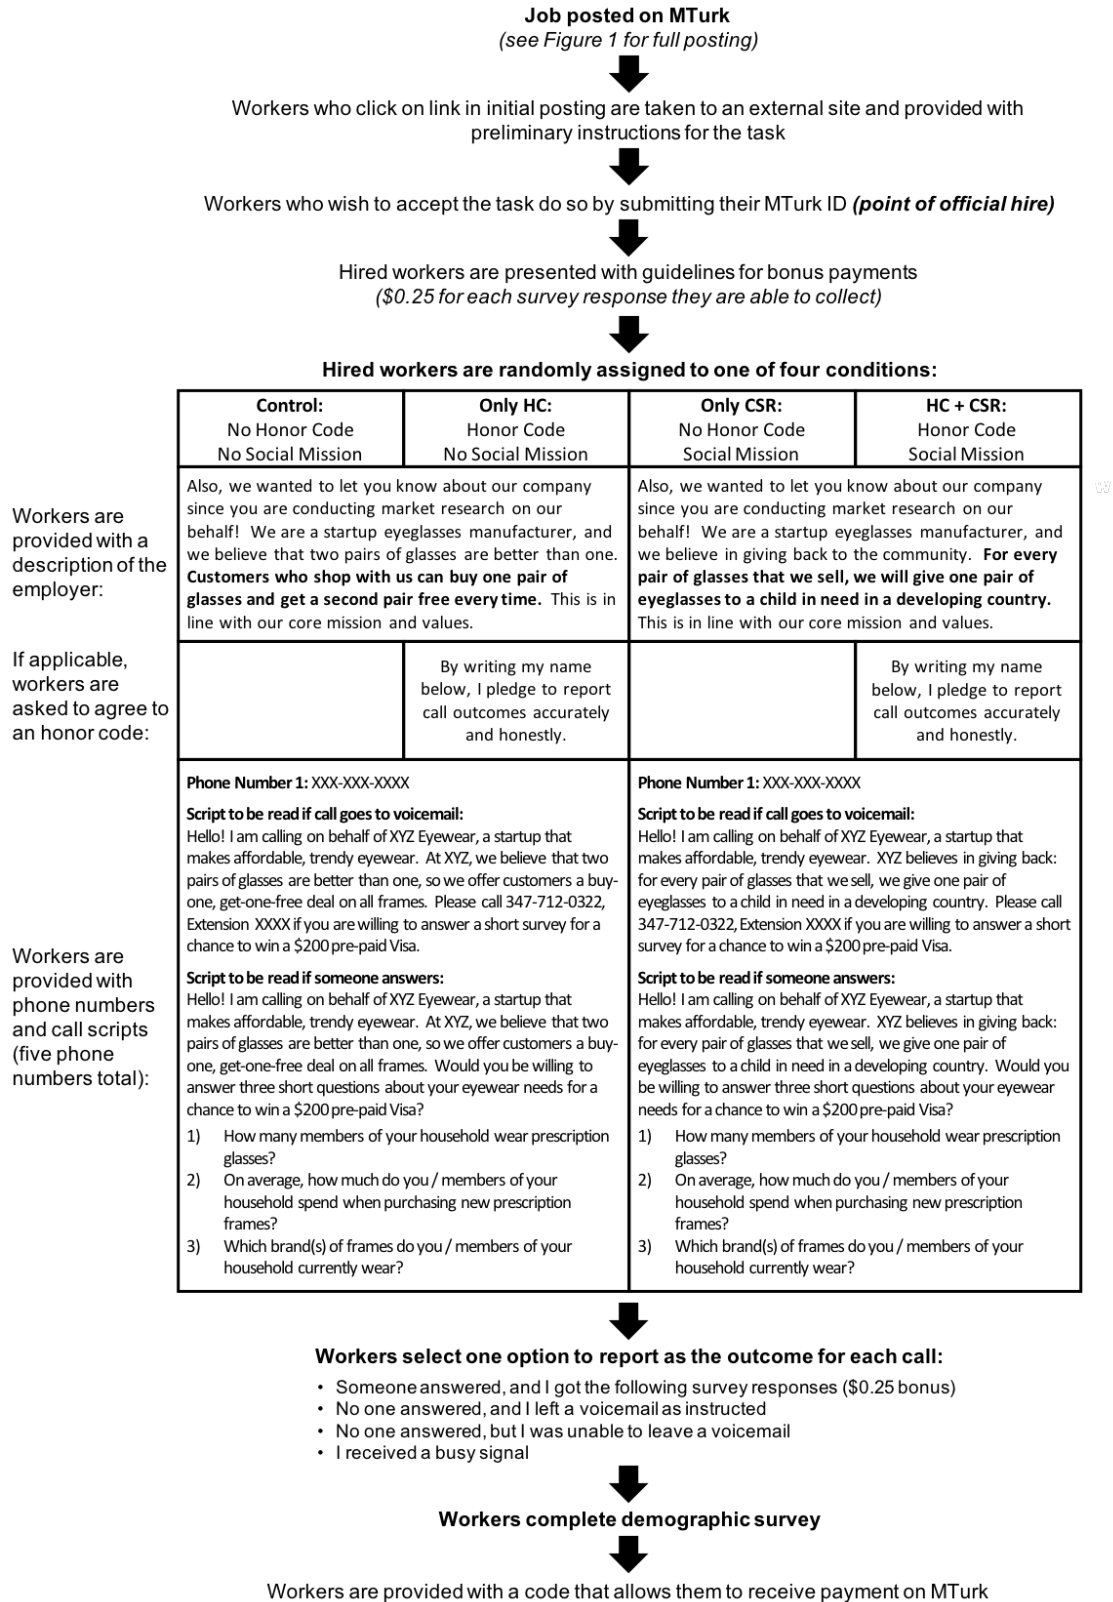 Job posted on MTurk
(see Figure 1 for full posting)
Workers who click on link in initial posting are taken to an external site and provided with
preliminary instructions for the task
Workers who wish to accept the task do so by submitting their MTurk ID (point of official hire)
Hired workers are presented with guidelines for bonus payments
($0.25 for each survey response they are able to collect)
Hired workers are randomly assigned to one of four conditions:
Control:
No Honor Code
No Social Mission
Only HC:
Honor Code
No Social Mission
Only CSR:
No Honor Code
Social Mission
HC + CSR:
Honor Code
Social Mission
Workers are
provided with a
description of the
employer:
Also, we wanted to let you know about our company
since you are conducting market research on our
behalf! We are a startup eyeglasses manufacturer, and
we believe that two pairs of glasses are better than one.
Customers who shop with us can buy one pair of
glasses and get a second pair free every time. This is in
line with our core mission and values.
Also, we wanted to let you know about our company
since you are conducting market research on our
behalf! We are a startup eyeglasses manufacturer, and
we believe in giving back to the community. For every
pair of glasses that we sell, we will give one pair of
eyeglasses to a child in need in a developing country.
This is in line with our core mission and values.
If applicable,
workers are
asked to agree to
an honor code:
By writing my name
below, I pledge to report
call outcomes accurately
and honestly.
By writing my name
below, I pledge to report
call outcomes accurately
and honestly.
Workers are
provided with
phone numbers
and call scripts
(five phone
numbers total):
Phone Number 1: XXX-XXX-XXXX
Script to be read if call goes to voicemail:
Hello! I am calling on behalf of XYZ Eyewear, a startup that
makes affordable, trendy eyewear. At XYZ, we believe that two
pairs of glasses are better than one, so we offer customers a buy-
one, get-one-free deal on all frames. Please call 347-712-0322,
Extension XXXX if you are willing to answer a short survey for a
chance to win a $200 pre-paid Visa.
Script to be read if someone answers:
Hello! I am calling on behalf of XYZ Eyewear, a startup that
makes affordable, trendy eyewear. At XYZ, we believe that two
pairs of glasses are better than one, so we offer customers a buy-
one, get-one-free deal on all frames. Would you be willing to
answer three short questions about your eyewear needs for a
chance to win a $200 pre-paid Visa?
1) How many members of your household wear prescription
glasses?
2) On average, how much do you / members of your
household spend when purchasing new prescription
frames?
3) Which brand(s) of frames do you / members of your
household currently wear?
Phone Number 1: XXX-XXX-XXXX
Script to be read if call goes to voicemail:
Hello! I am calling on behalf of XYZ Eyewear, a startup that
makes affordable, trendy eyewear. XYZ believes in giving back:
for every pair of glasses that we sell, we give one pair of
eyeglasses to a child in need in a developing country. Please call
347-712-0322, Extension XXXX if you are willing to answer a short
survey for a chance to win a $200 pre-paid Visa.
Script to be read if someone answers:
Hello! I am calling on behalf of XYZ Eyewear, a startup that
makes affordable, trendy eyewear. XYZ believes in giving back:
for every pair of glasses that we sell, we give one pair of
eyeglasses to a child in need in a developing country. Would you
be willing to answer three short questions about your eyewear
needs for a chance to win a $200 pre-paid Visa?
1) How many members of your household wear prescription
glasses?
2) On average, how much do you / members of your
household spend when purchasing new prescription
frames?
3) Which brand(s) of frames do you / members of your
household currently wear?
Workers select one option to report as the outcome for each call:
• Someone answered, and I got the following survey responses ($0.25 bonus)
• No one answered, and I left a voicemail as instructed
• No one answered, but I was unable to leave a voicemail
• I received a busy signal
Workers complete demographic survey
Workers are provided with a code that allows them to receive payment on MTurk